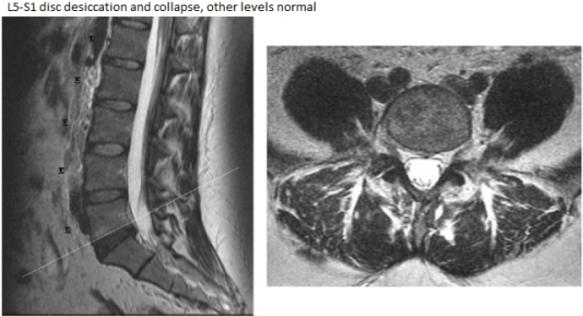 L5-S1 disc desiccation and collapse, other levels normal